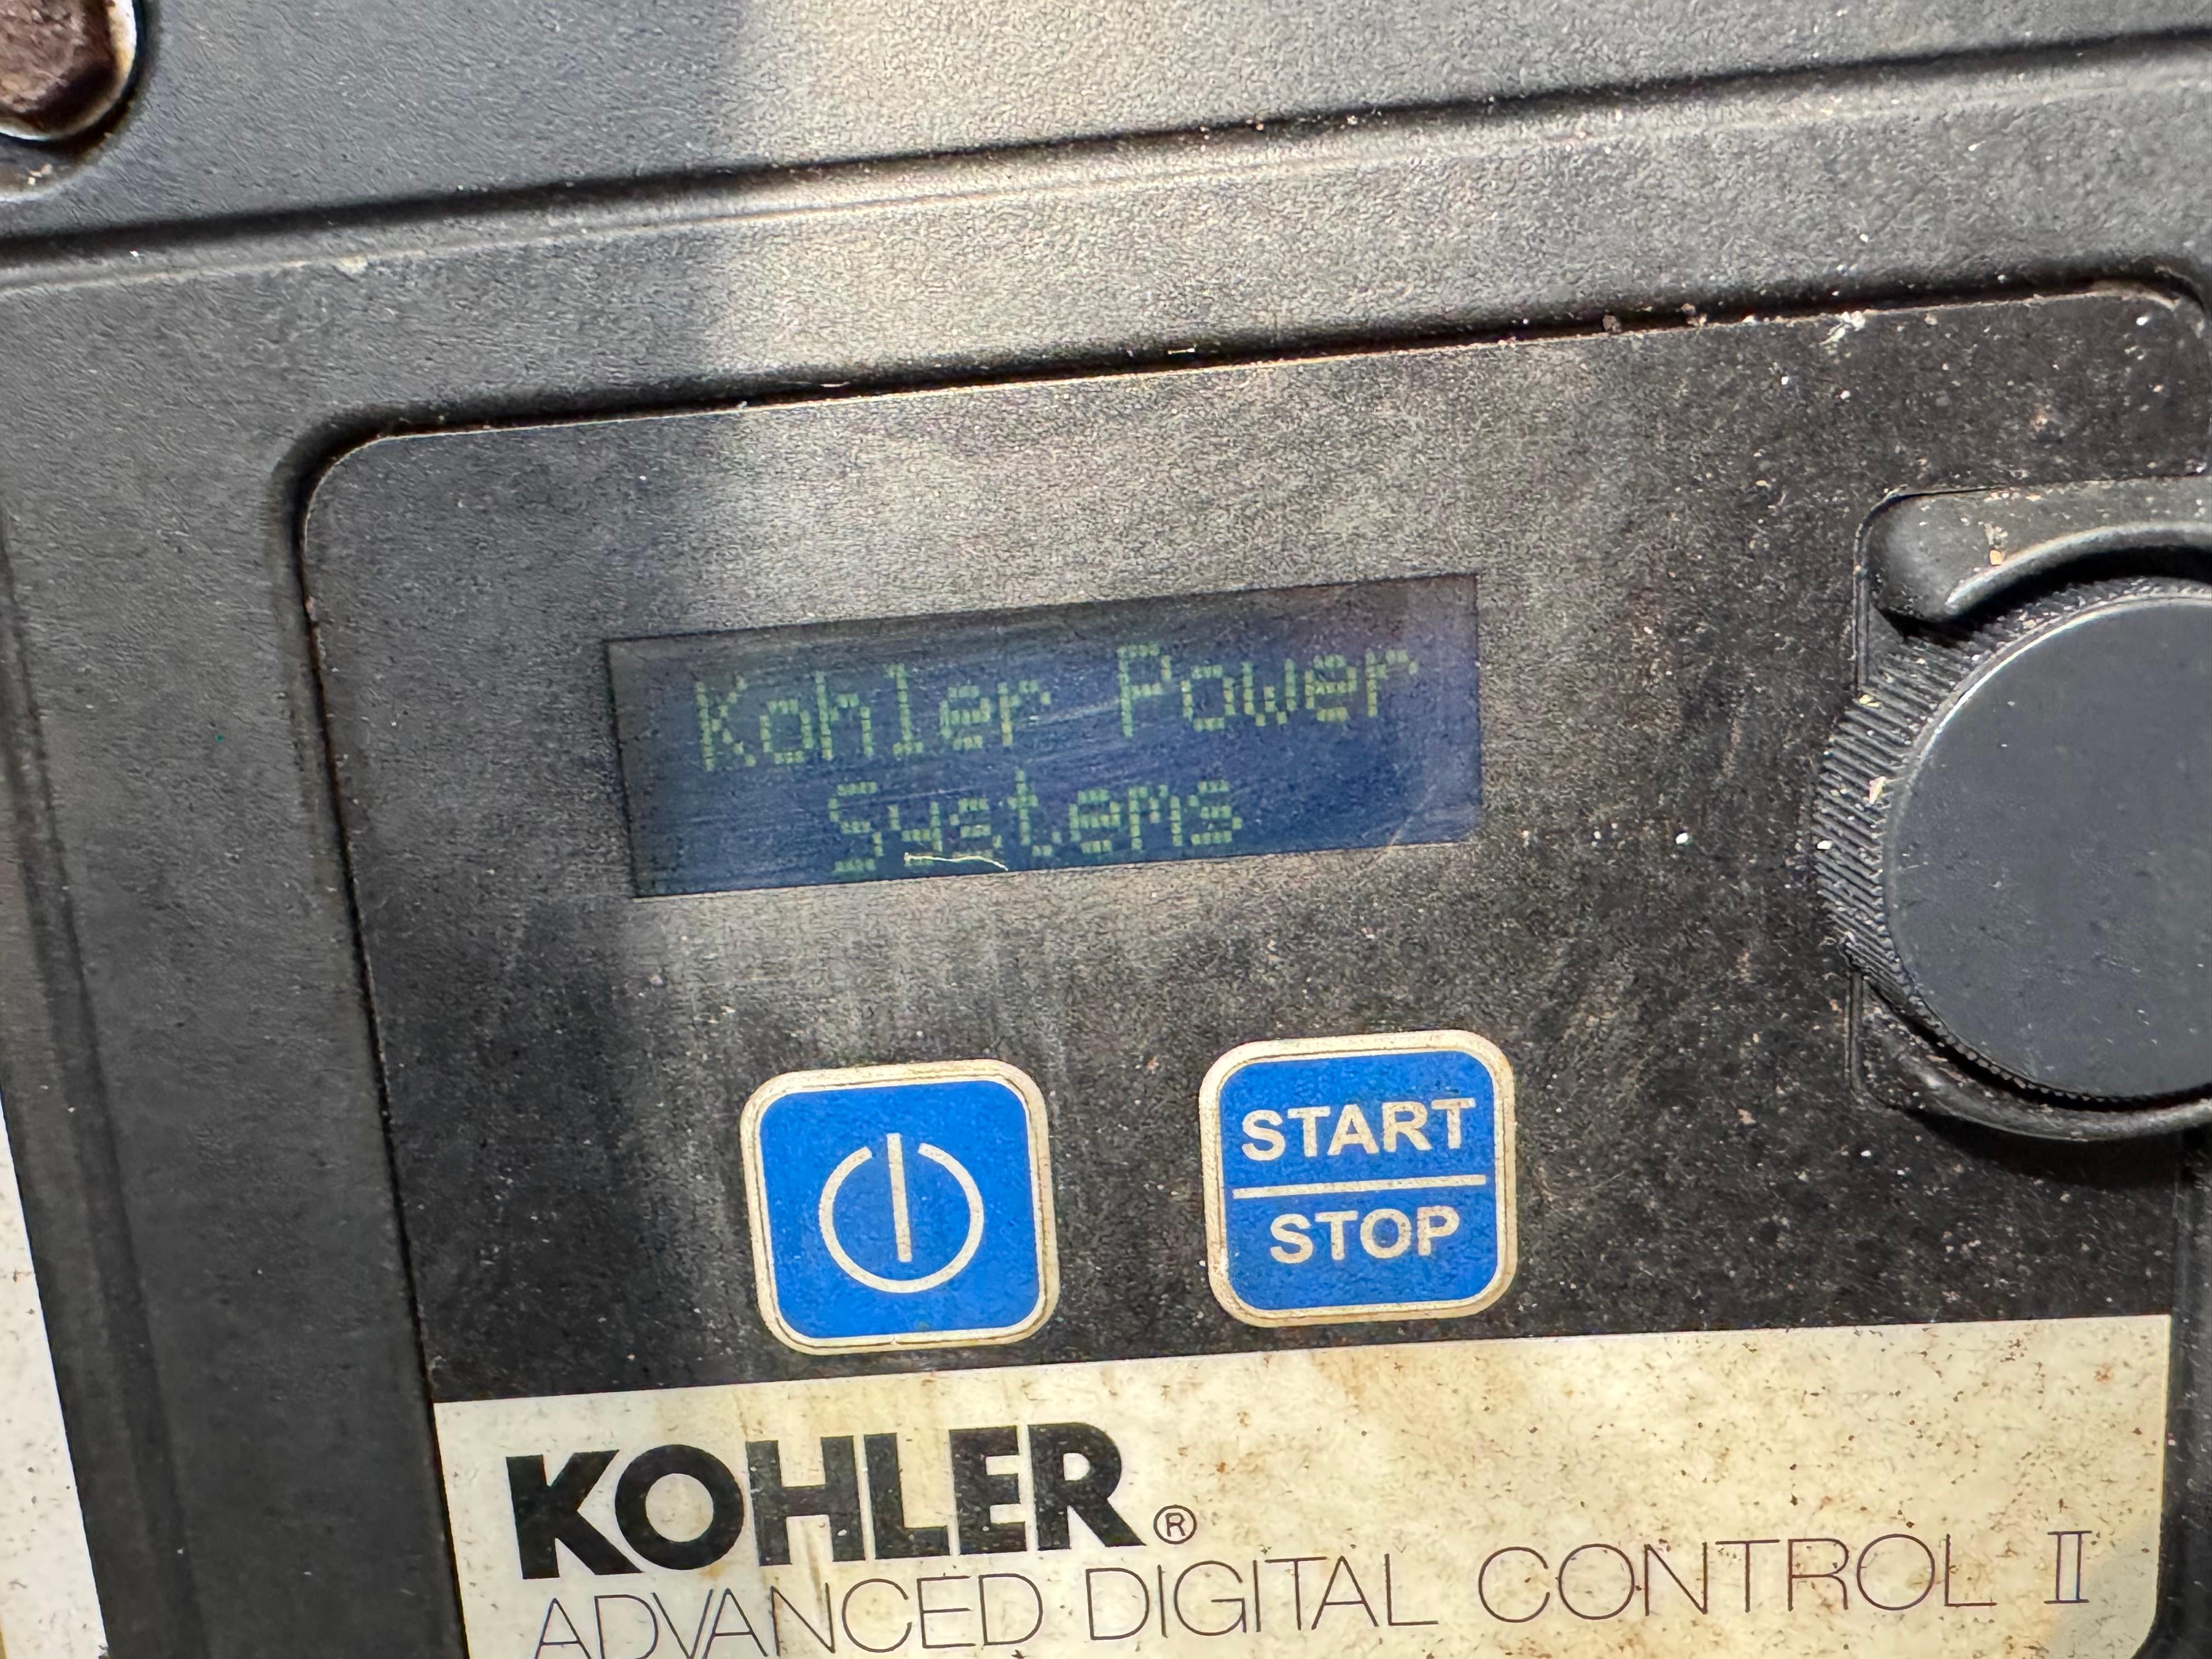 Kohler Power
Systems
START
STOP
KOHLER®
ADVANCED DIGITAL CONTROL II